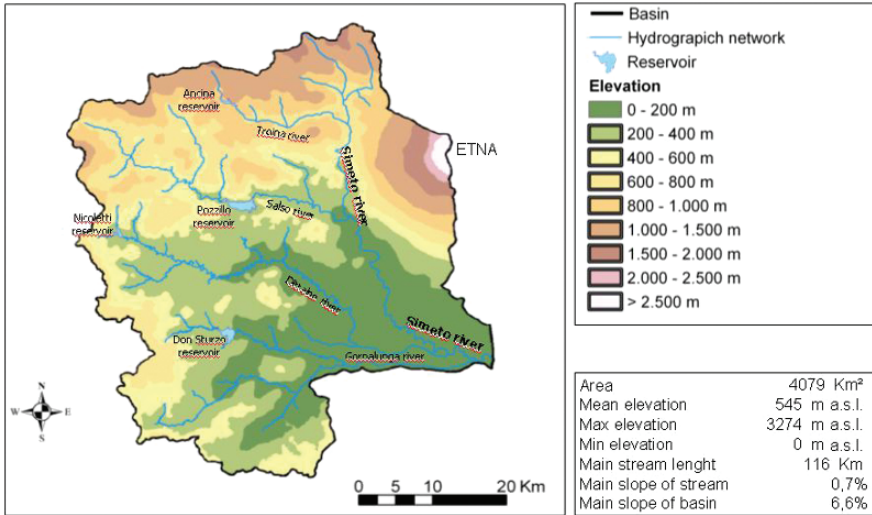 Ancina
reservoir
Troina river
ETNA
Simeto river
Pozzillo
reservoir
Salso river
Nicoletti
reservoir
Simeto river
Don Sturzo
reservoir
Gornalunga river
N
W
E
S
0 5 10 20 Km
Basin
Hydrograpich network
Reservoir
Elevation
0 - 200 m
200 - 400 m
400 - 600 m
600 - 800 m
800 - 1.000 m
1.000 - 1.500 m
1.500 - 2.000 m
2.000 - 2.500 m
> 2.500 m
Area 4079 Km²
Mean elevation 545 m a.s.l.
Max elevation 3274 m a.s.l.
Min elevation 0 m a.s.l.
Main stream lenght 116 Km
Main slope of stream 0,7%
Main slope of basin 6,6%